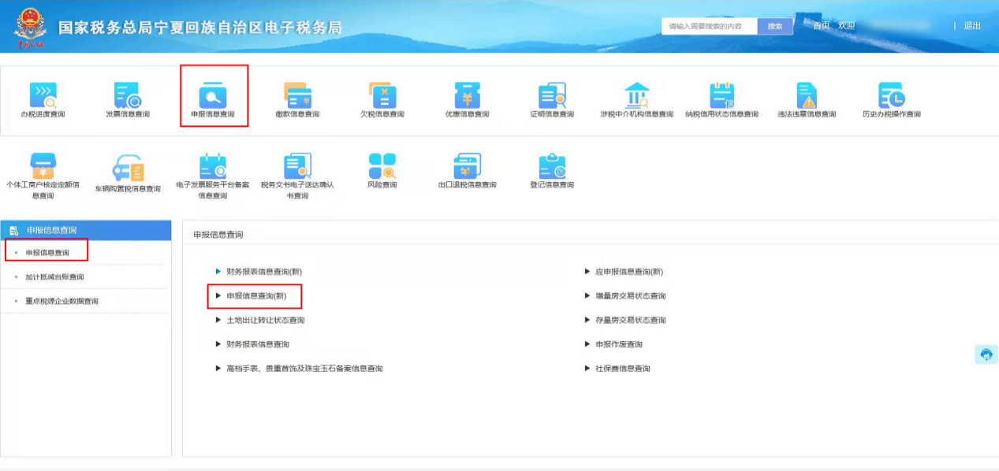 国家税务总局宁夏回族自治区电子税务局
请输入需要搜索的内容
搜索
首页 欢迎
| 退出
办税进度查询
发票信息查询
申报信息查询
缴款信息查询
欠税信息查询
优惠信息查询
证明信息查询
涉税中介机构信息查询
纳税信用状态信息查询
违法违章信息查询
历史办税操作查询
个体工商户核定定额信
息查询
车辆购置税信息查询
电子发票服务平台备案
信息查询
税务文书电子送达确认
书查询
风险查询
出口退税信息查询
登记信息查询
申报信息查询
申报信息查询
加计抵减台账查询
重点税源企业数据查询
申报信息查询
财务报表信息查询(新)
应申报信息查询(新)
申报信息查询(新)
增量房交易状态查询
土地出让转让状态查询
存量房交易状态查询
财务报表信息查询
申报作废查询
高档手表、贵重首饰及珠宝玉石备案信息查询
社保费信息查询